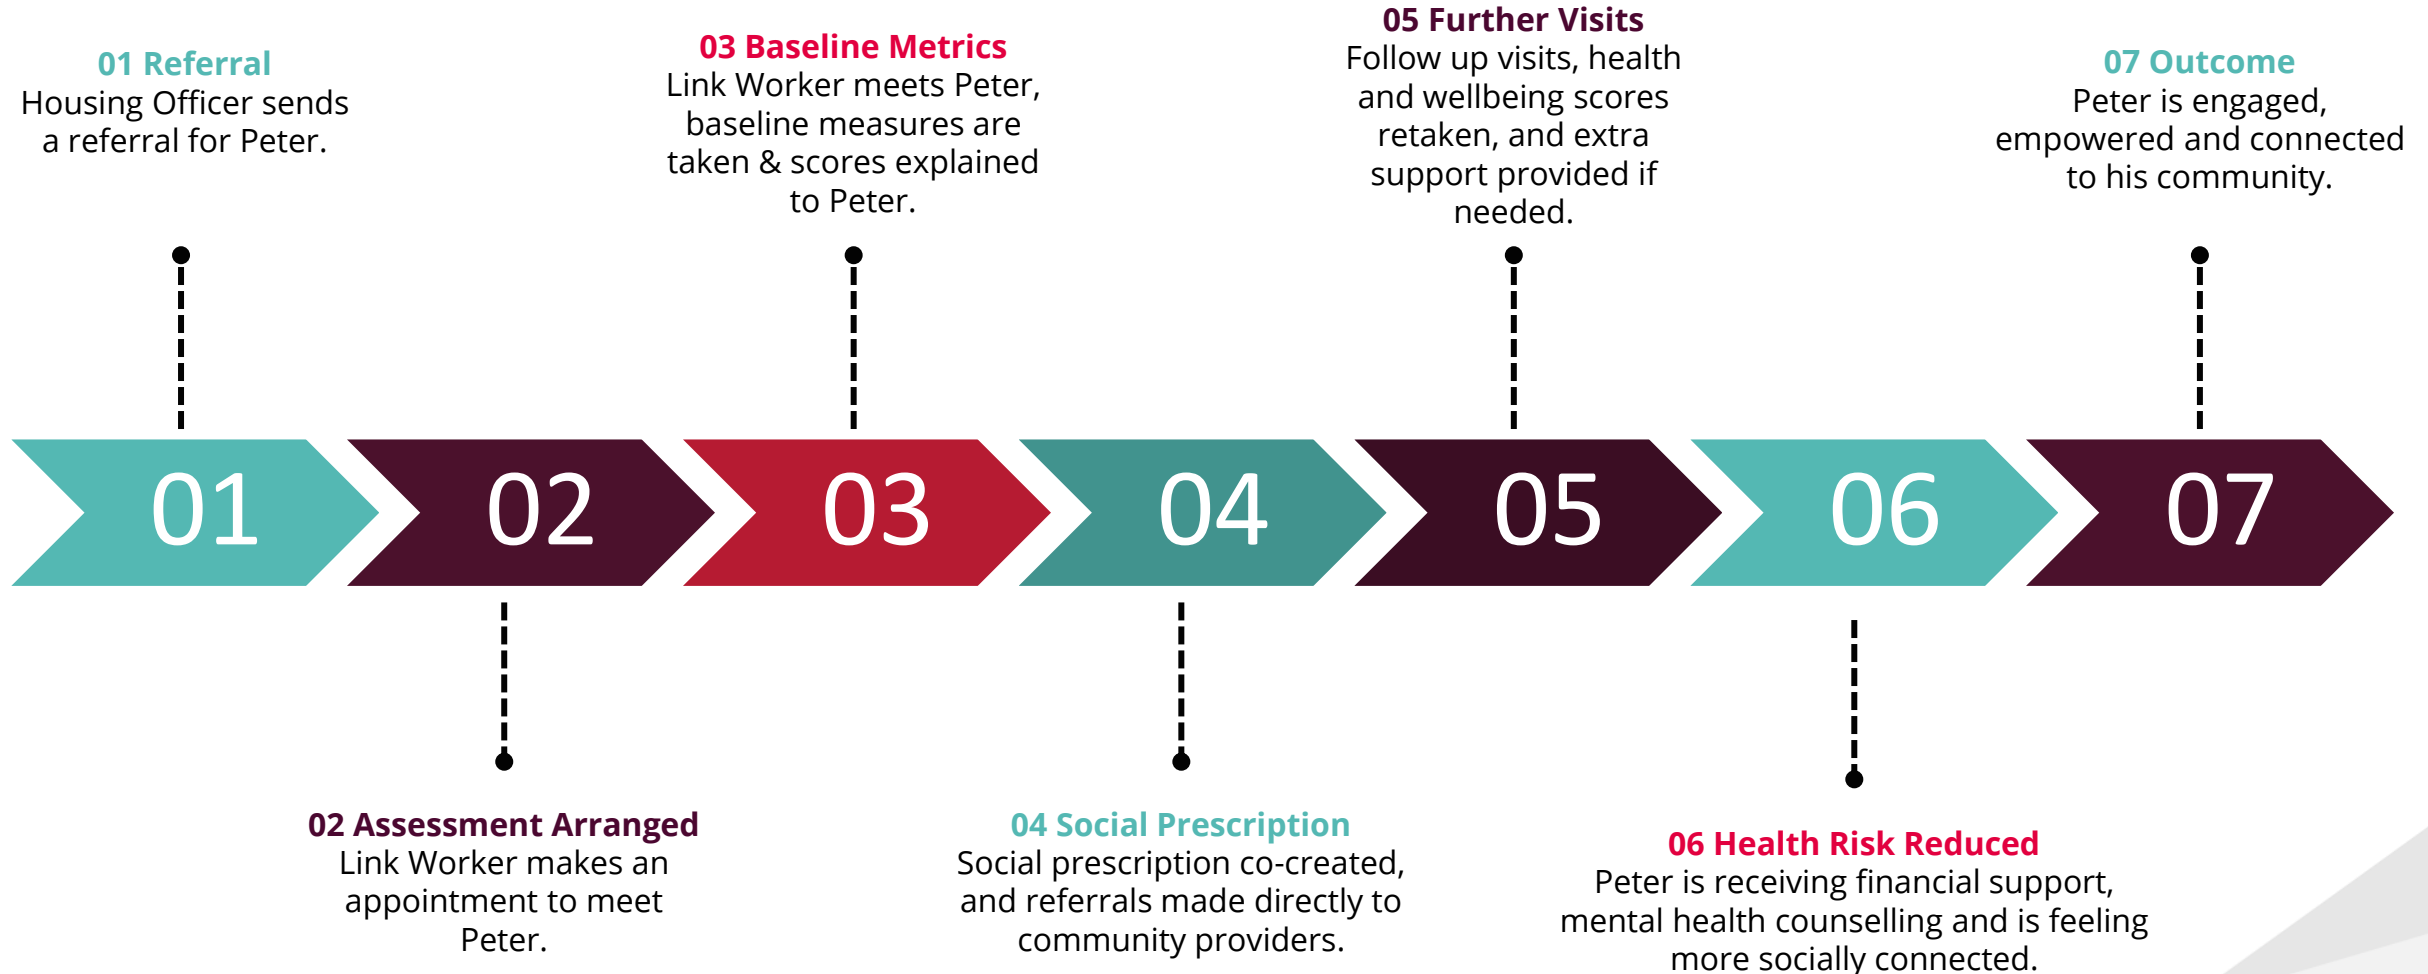 01 Referral
Housing Officer sends
a referral for Peter.
03 Baseline Metrics
Link Worker meets Peter,
baseline measures are
taken & scores explained
to Peter.
05 Further Visits
Follow up visits, health
and wellbeing scores
retaken, and extra
support provided if
needed.
07 Outcome
Peter is engaged,
empowered and connected
to his community.
01
02
03
04
05
06
07
02 Assessment Arranged
Link Worker makes an
appointment to meet
Peter.
04 Social Prescription
Social prescription co-created,
and referrals made directly to
community providers.
06 Health Risk Reduced
Peter is receiving financial support,
mental health counselling and is feeling
more socially connected.